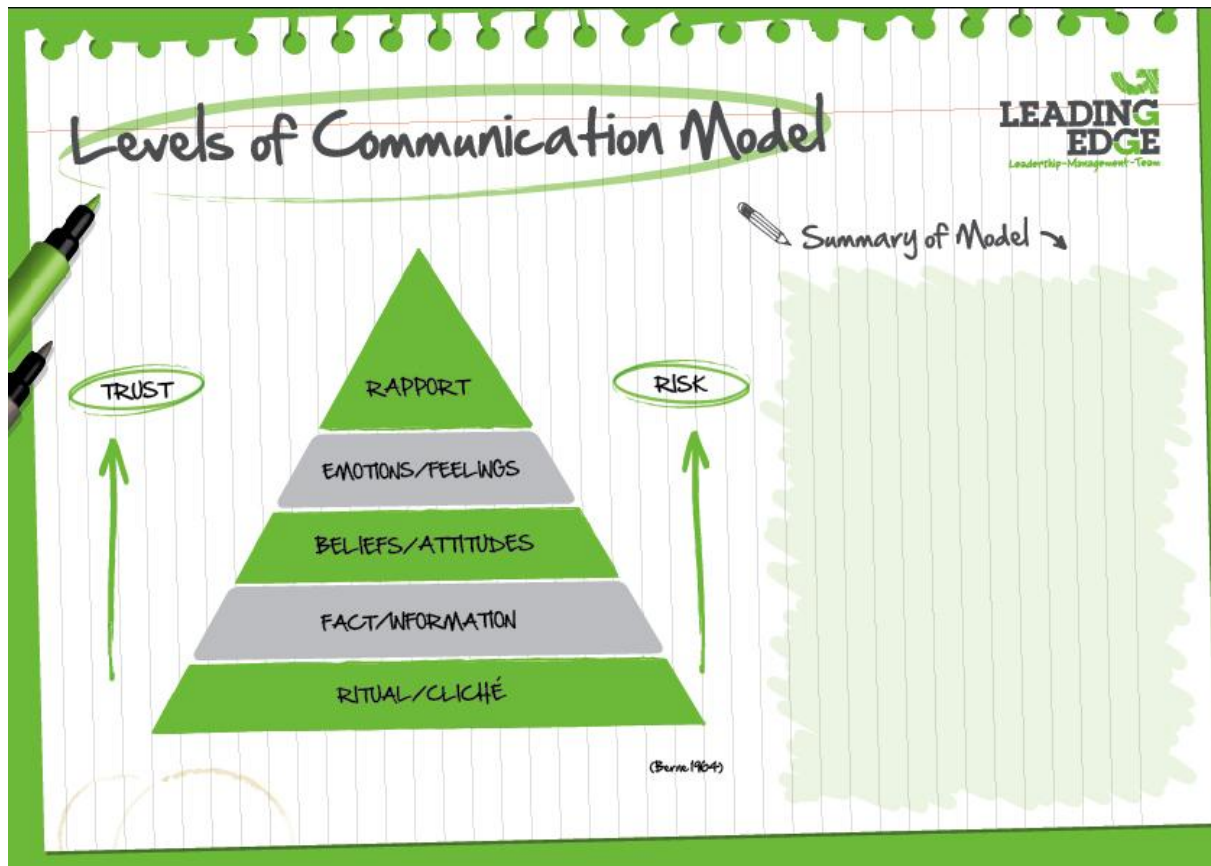 Levels of Communication Model
LEADING
EDGE
Leadership-Management-Team
Summary of Model
TRUST
RISK
RAPPORT
EMOTIONS/FEELINGS
BELIEFS/ATTITUDES
FACT/INFORMATION
RITUAL/CLICHÉ
(Berne 1964)